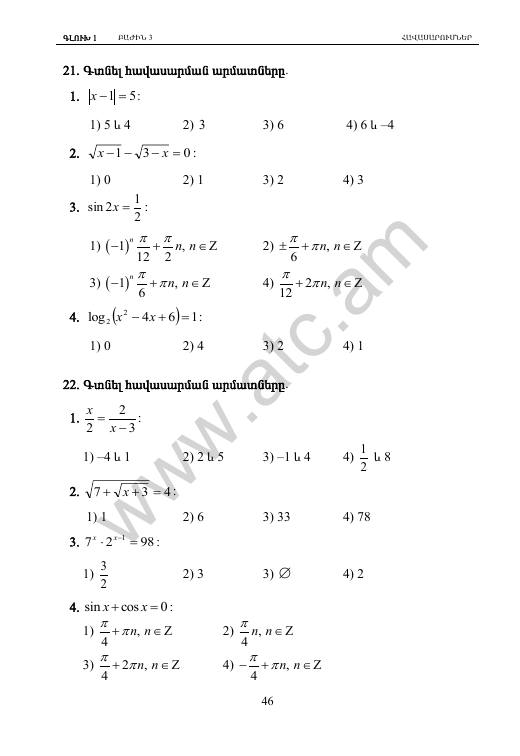 ԳԼՈՒԽ 1 ԲԱԺԻՆ 3 ՀԱՎԱՍԱՐՈՒՄՆԵՐ
21. Գտնել հավասարման արմատները.
1. |x−1| = 5:
1) 5 և 4 2) 3 3) 6 4) 6 և −4
2. √(x−1) − √(3−x) = 0:
1) 0 2) 1 3) 2 4) 3
3. sin 2x = 1/2:
1) (−1)ⁿ π/12 + π/2 n, n∈Z 2) ±π/6 + πn, n∈Z
3) (−1)ⁿ π/6 + πn, n∈Z 4) π/12 + 2πn, n∈Z
4. log₂(x² − 4x + 6) = 1:
1) 0 2) 4 3) 2 4) 1
22. Գտնել հավասարման արմատները.
1. x/2 = 2/(x−3):
1) −4 և 1 2) 2 և 5 3) −1 և 4 4) 1/2 և 8
2. √(7+√(x+3)) = 4:
1) 1 2) 6 3) 33 4) 78
3. 7ˣ · 2ˣ⁻¹ = 98:
1) 3/2 2) 3 3) ∅ 4) 2
4. sin x + cos x = 0:
1) π/4 + πn, n∈Z 2) π/4 n, n∈Z
3) π/4 + 2πn, n∈Z 4) −π/4 + πn, n∈Z
46
www.atc.am